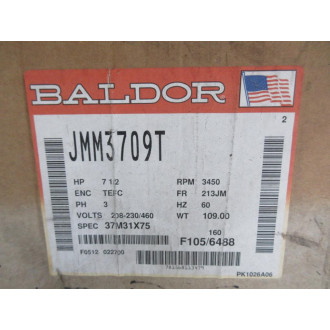 BALDOR
2
JMM3709T
HP 7 1/2 RPM 3450
ENC TEFC FR 213JM
PH 3 HZ 60
VOLTS 208-230/460 WT 109.00
SPEC 37M31X75 160
F105/6488
PK1026A06